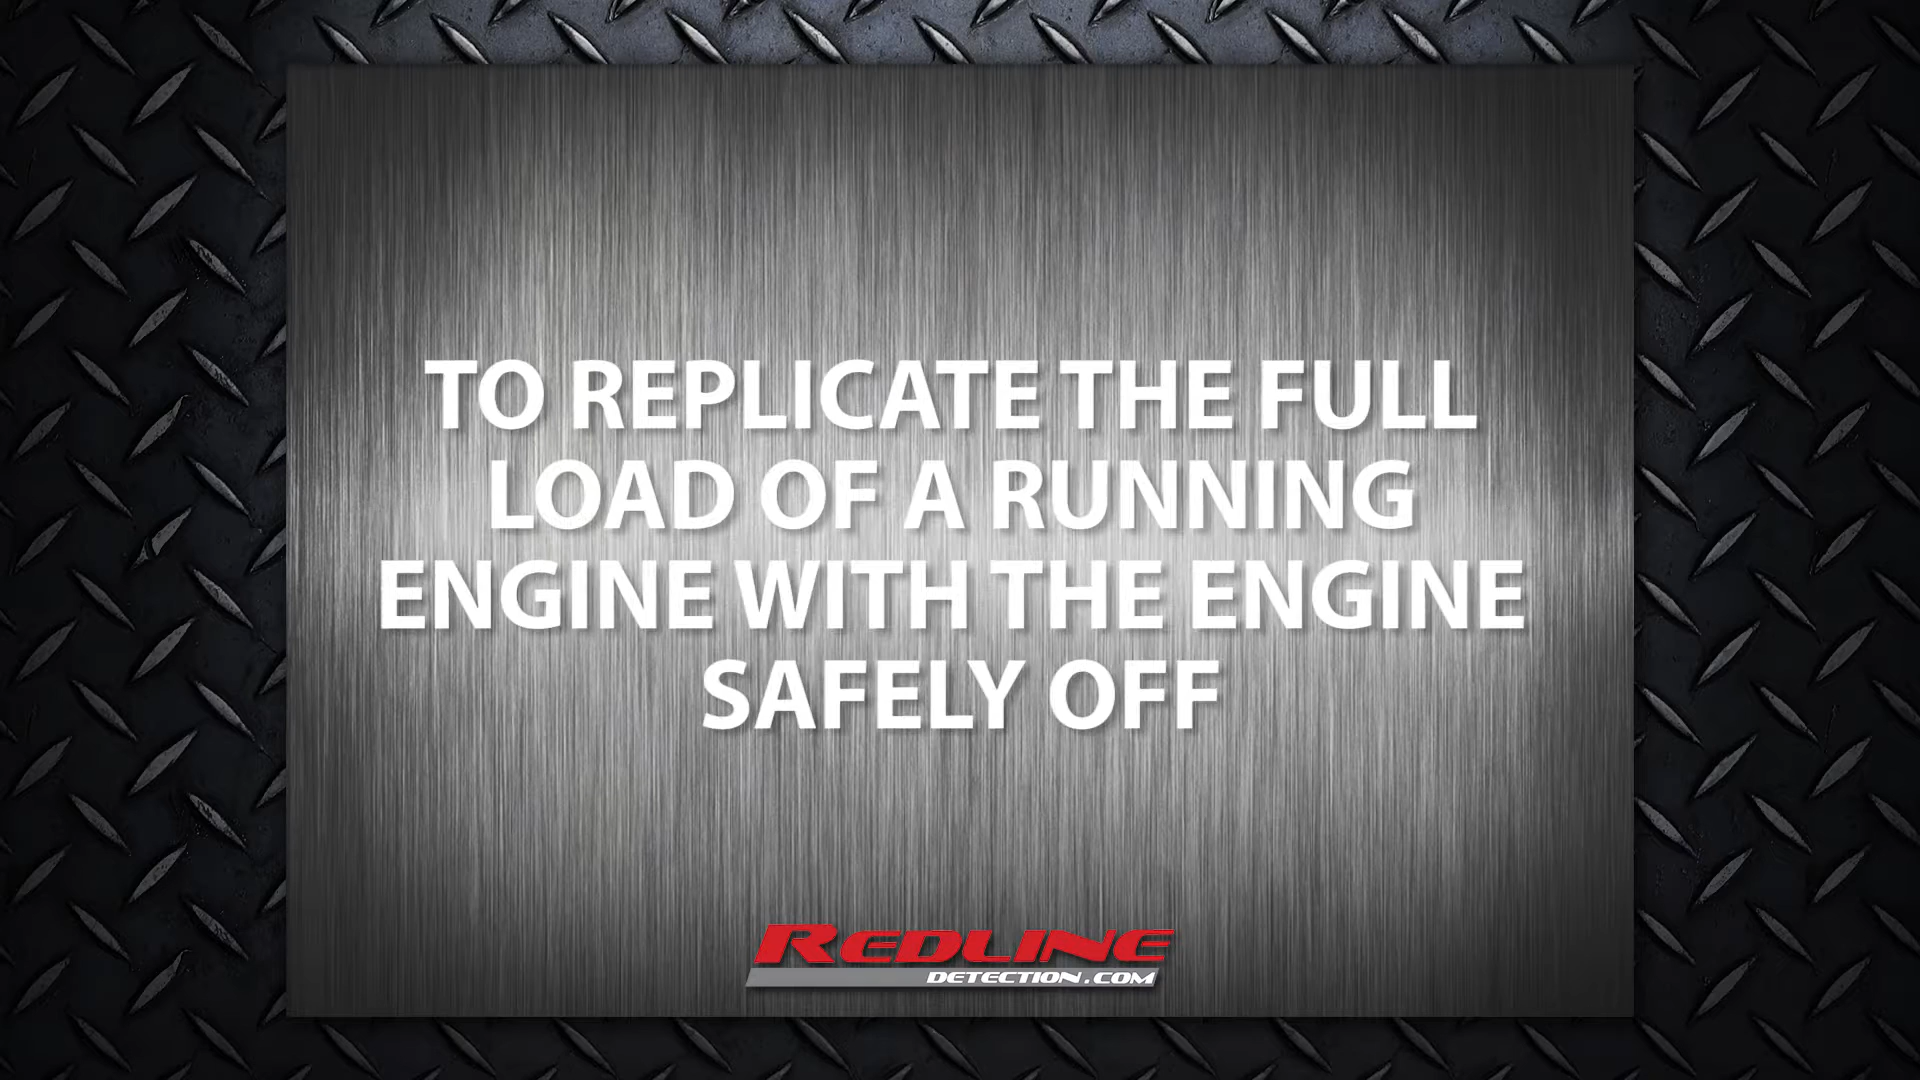 TO REPLICATE THE FULL
LOAD OF A RUNNING
ENGINE WITH THE ENGINE
SAFELY OFF
REDLINE
DETECTION.COM